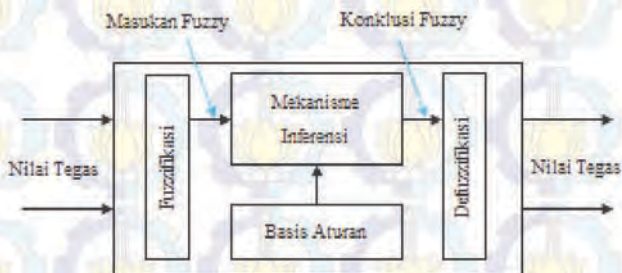 Masukan Fuzzy
Konklusi Fuzzy
Nilai Tegas
Fuzzifikasi
Mekanisme
Inferensi
Basis Aturan
Defuzzifikasi
Nilai Tegas